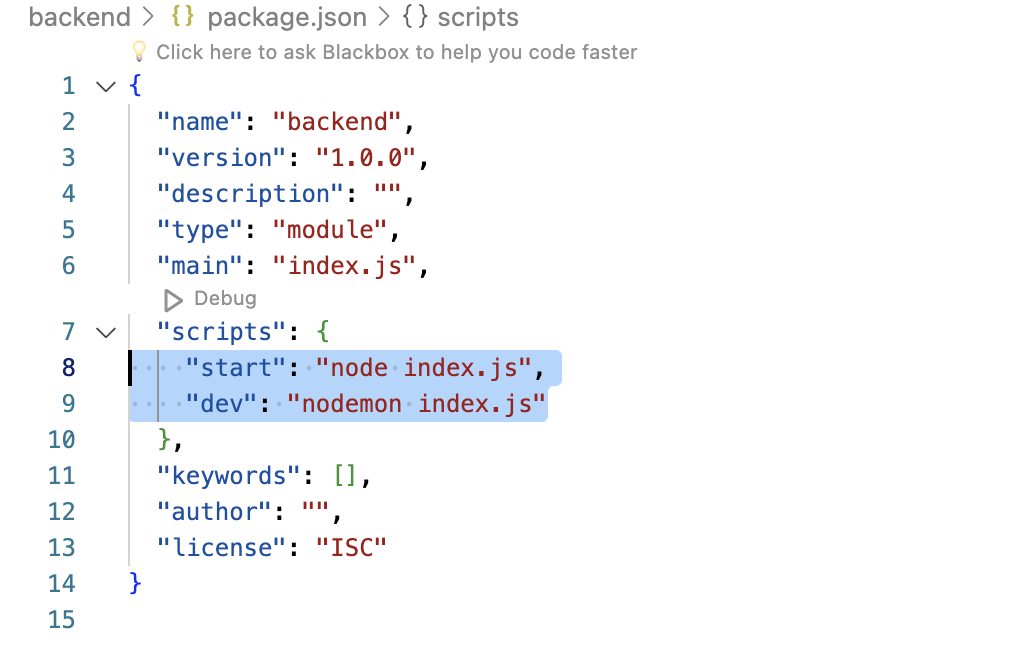 backend > {} package.json > {} scripts
💡 Click here to ask Blackbox to help you code faster
1 {
2   "name": "backend",
3   "version": "1.0.0",
4   "description": "",
5   "type": "module",
6   "main": "index.js",
Debug
7   "scripts": {
8     "start": "node index.js",
9     "dev": "nodemon index.js"
10   },
11   "keywords": [],
12   "author": "",
13   "license": "ISC"
14 }
15